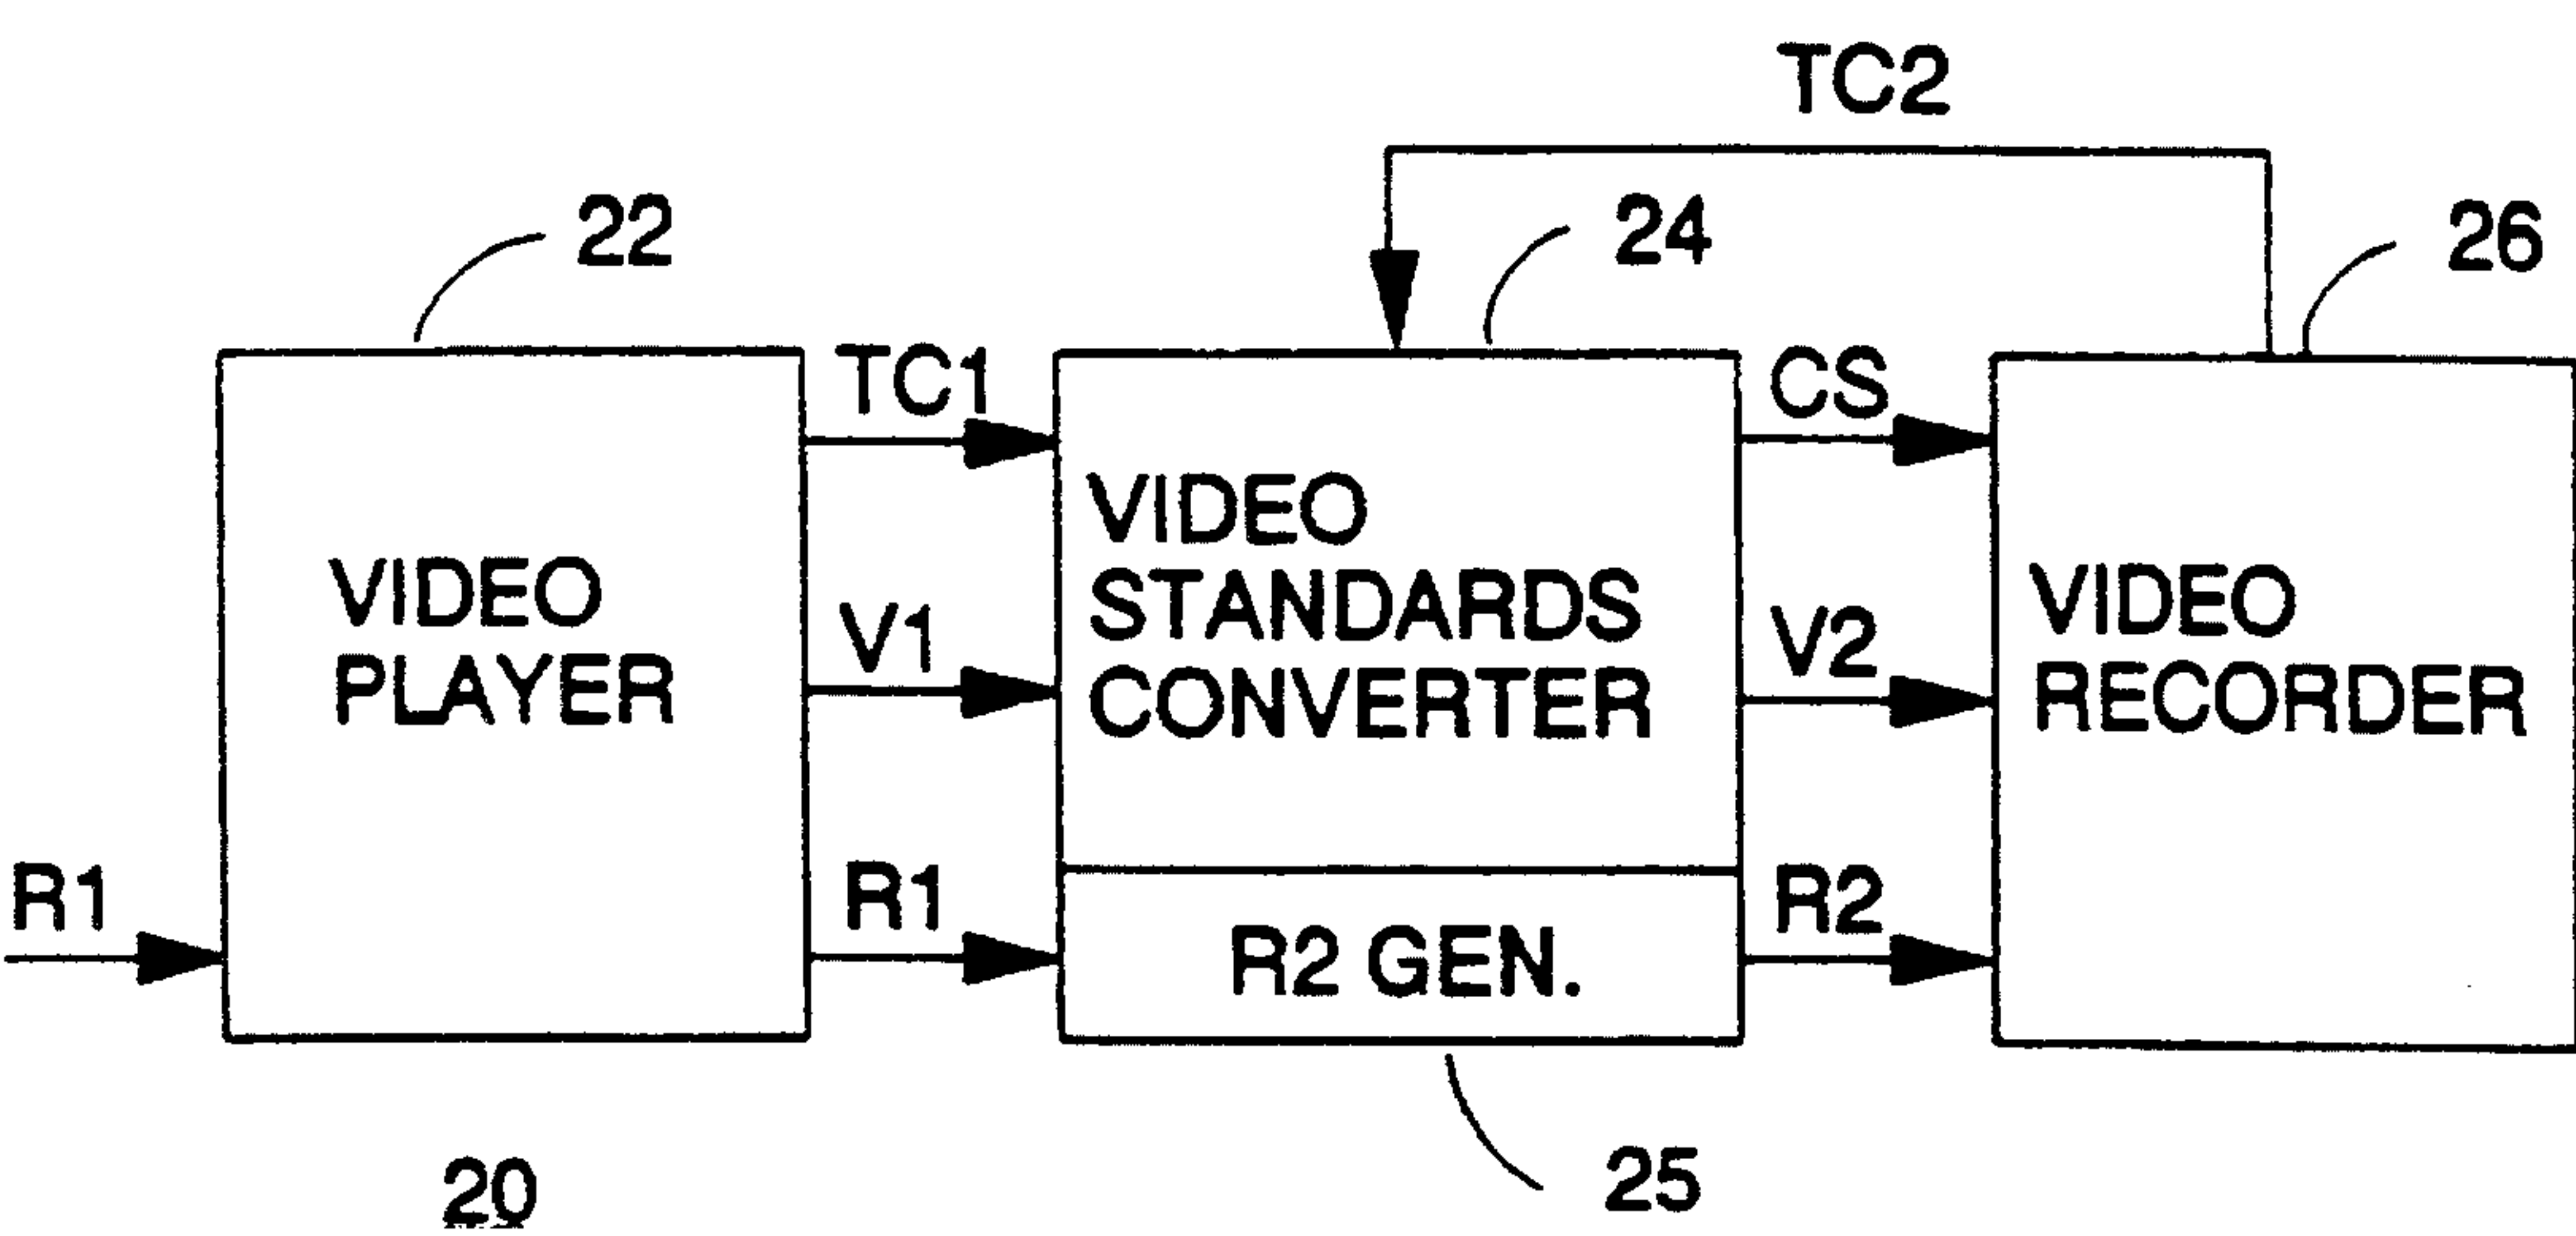 TC2
22
24
26
TC1
CS
VIDEO
PLAYER
VIDEO
STANDARDS
CONVERTER
VIDEO
RECORDER
V1
V2
R1
R1
R2
R2 GEN.
20
25